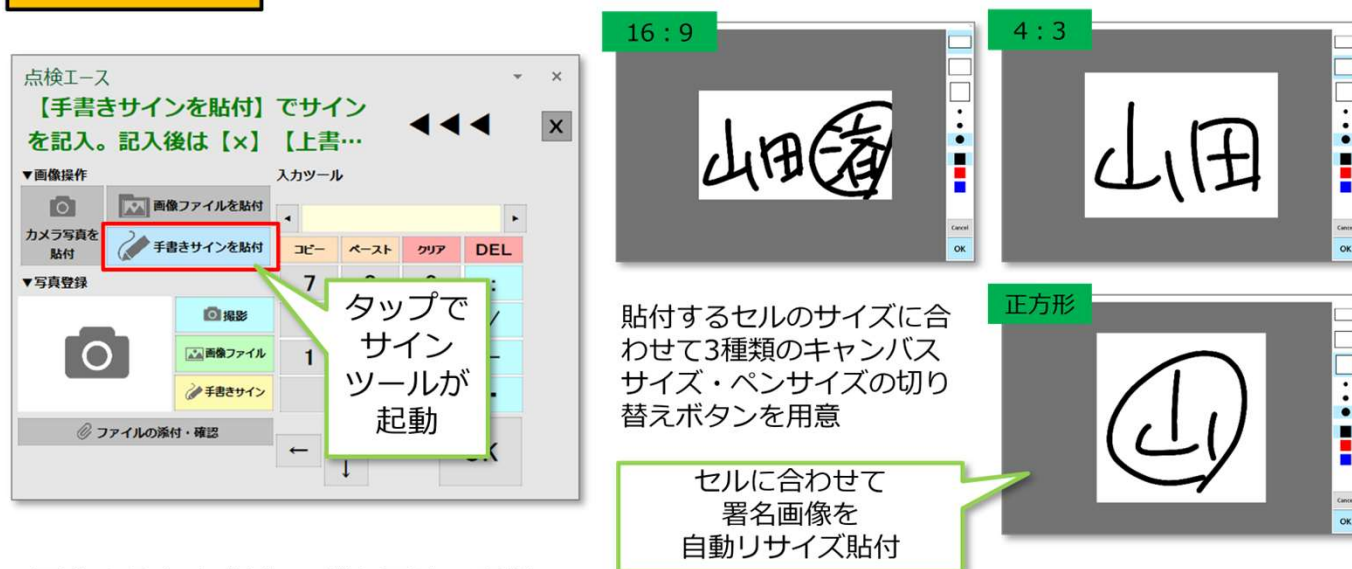 点検エース
【手書きサインを貼付】でサイン
を記入。記入後は【×】【上書…
X
▼画像操作
入力ツール
カメラ写真を
貼付
画像ファイルを貼付
手書きサインを貼付
コピー
ペースト
クリア
DEL
7
1
▼写真登録
撮影
画像ファイル
手書きサイン
ファイルの添付・確認
タップで
サイン
ツールが
起動
16：9
山田
Cancel
OK
4：3
山田
OK
貼付するセルのサイズに合
わせて3種類のキャンバス
サイズ・ペンサイズの切り
替えボタンを用意
正方形
山
OK
セルに合わせて
署名画像を
自動リサイズ貼付